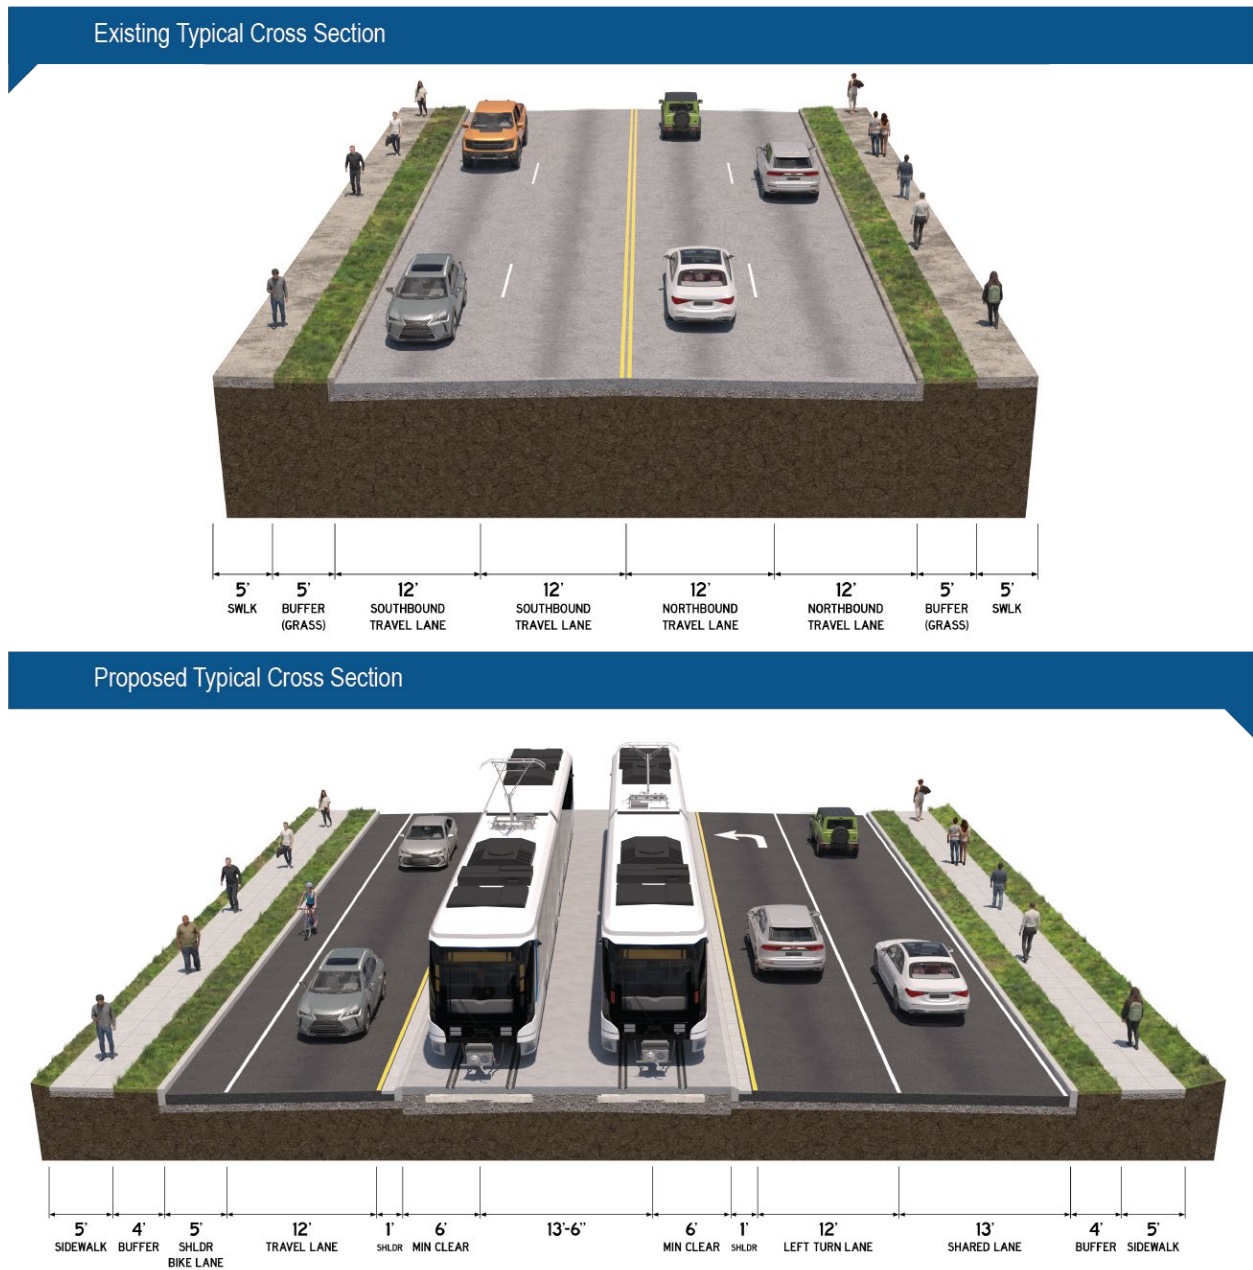 Existing Typical Cross Section
5' 5' 12' 12' 12' 12' 5' 5'
SWLK BUFFER SOUTHBOUND SOUTHBOUND NORTHBOUND NORTHBOUND BUFFER SWLK
(GRASS) TRAVEL LANE TRAVEL LANE TRAVEL LANE TRAVEL LANE (GRASS)
Proposed Typical Cross Section
5' 4' 5' 12' 1' 6' 13'-6" 6' 1' 12' 13' 4' 5'
SIDEWALK BUFFER SHLDR TRAVEL LANE SHLDR MIN CLEAR MIN CLEAR SHLDR LEFT TURN LANE SHARED LANE BUFFER SIDEWALK
BIKE LANE